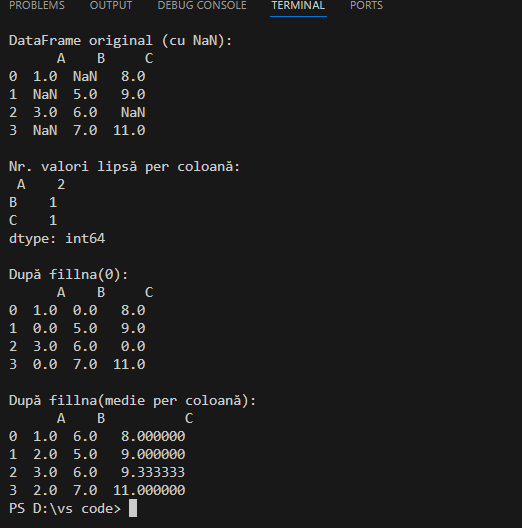 PROBLEMS OUTPUT DEBUG CONSOLE TERMINAL PORTS
DataFrame original (cu NaN):
      A    B     C
0  1.0  NaN   8.0
1  NaN  5.0   9.0
2  3.0  6.0   NaN
3  NaN  7.0  11.0
Nr. valori lipsă per coloană:
 A    2
B    1
C    1
dtype: int64
După fillna(0):
      A    B     C
0  1.0  0.0   8.0
1  0.0  5.0   9.0
2  3.0  6.0   0.0
3  0.0  7.0  11.0
După fillna(medie per coloană):
      A    B          C
0  1.0  6.0   8.000000
1  2.0  5.0   9.000000
2  3.0  6.0   9.333333
3  2.0  7.0  11.000000
PS D:\vs code>